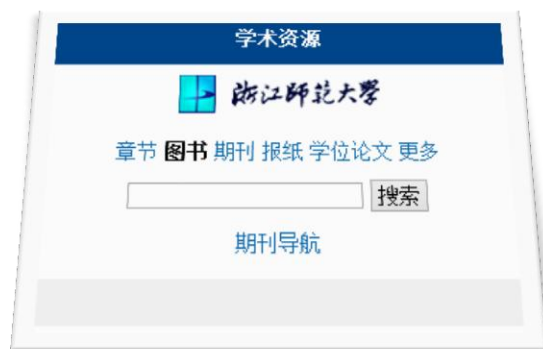 学术资源
浙江师范大学
章节 图书 期刊 报纸 学位论文 更多
搜索
期刊导航